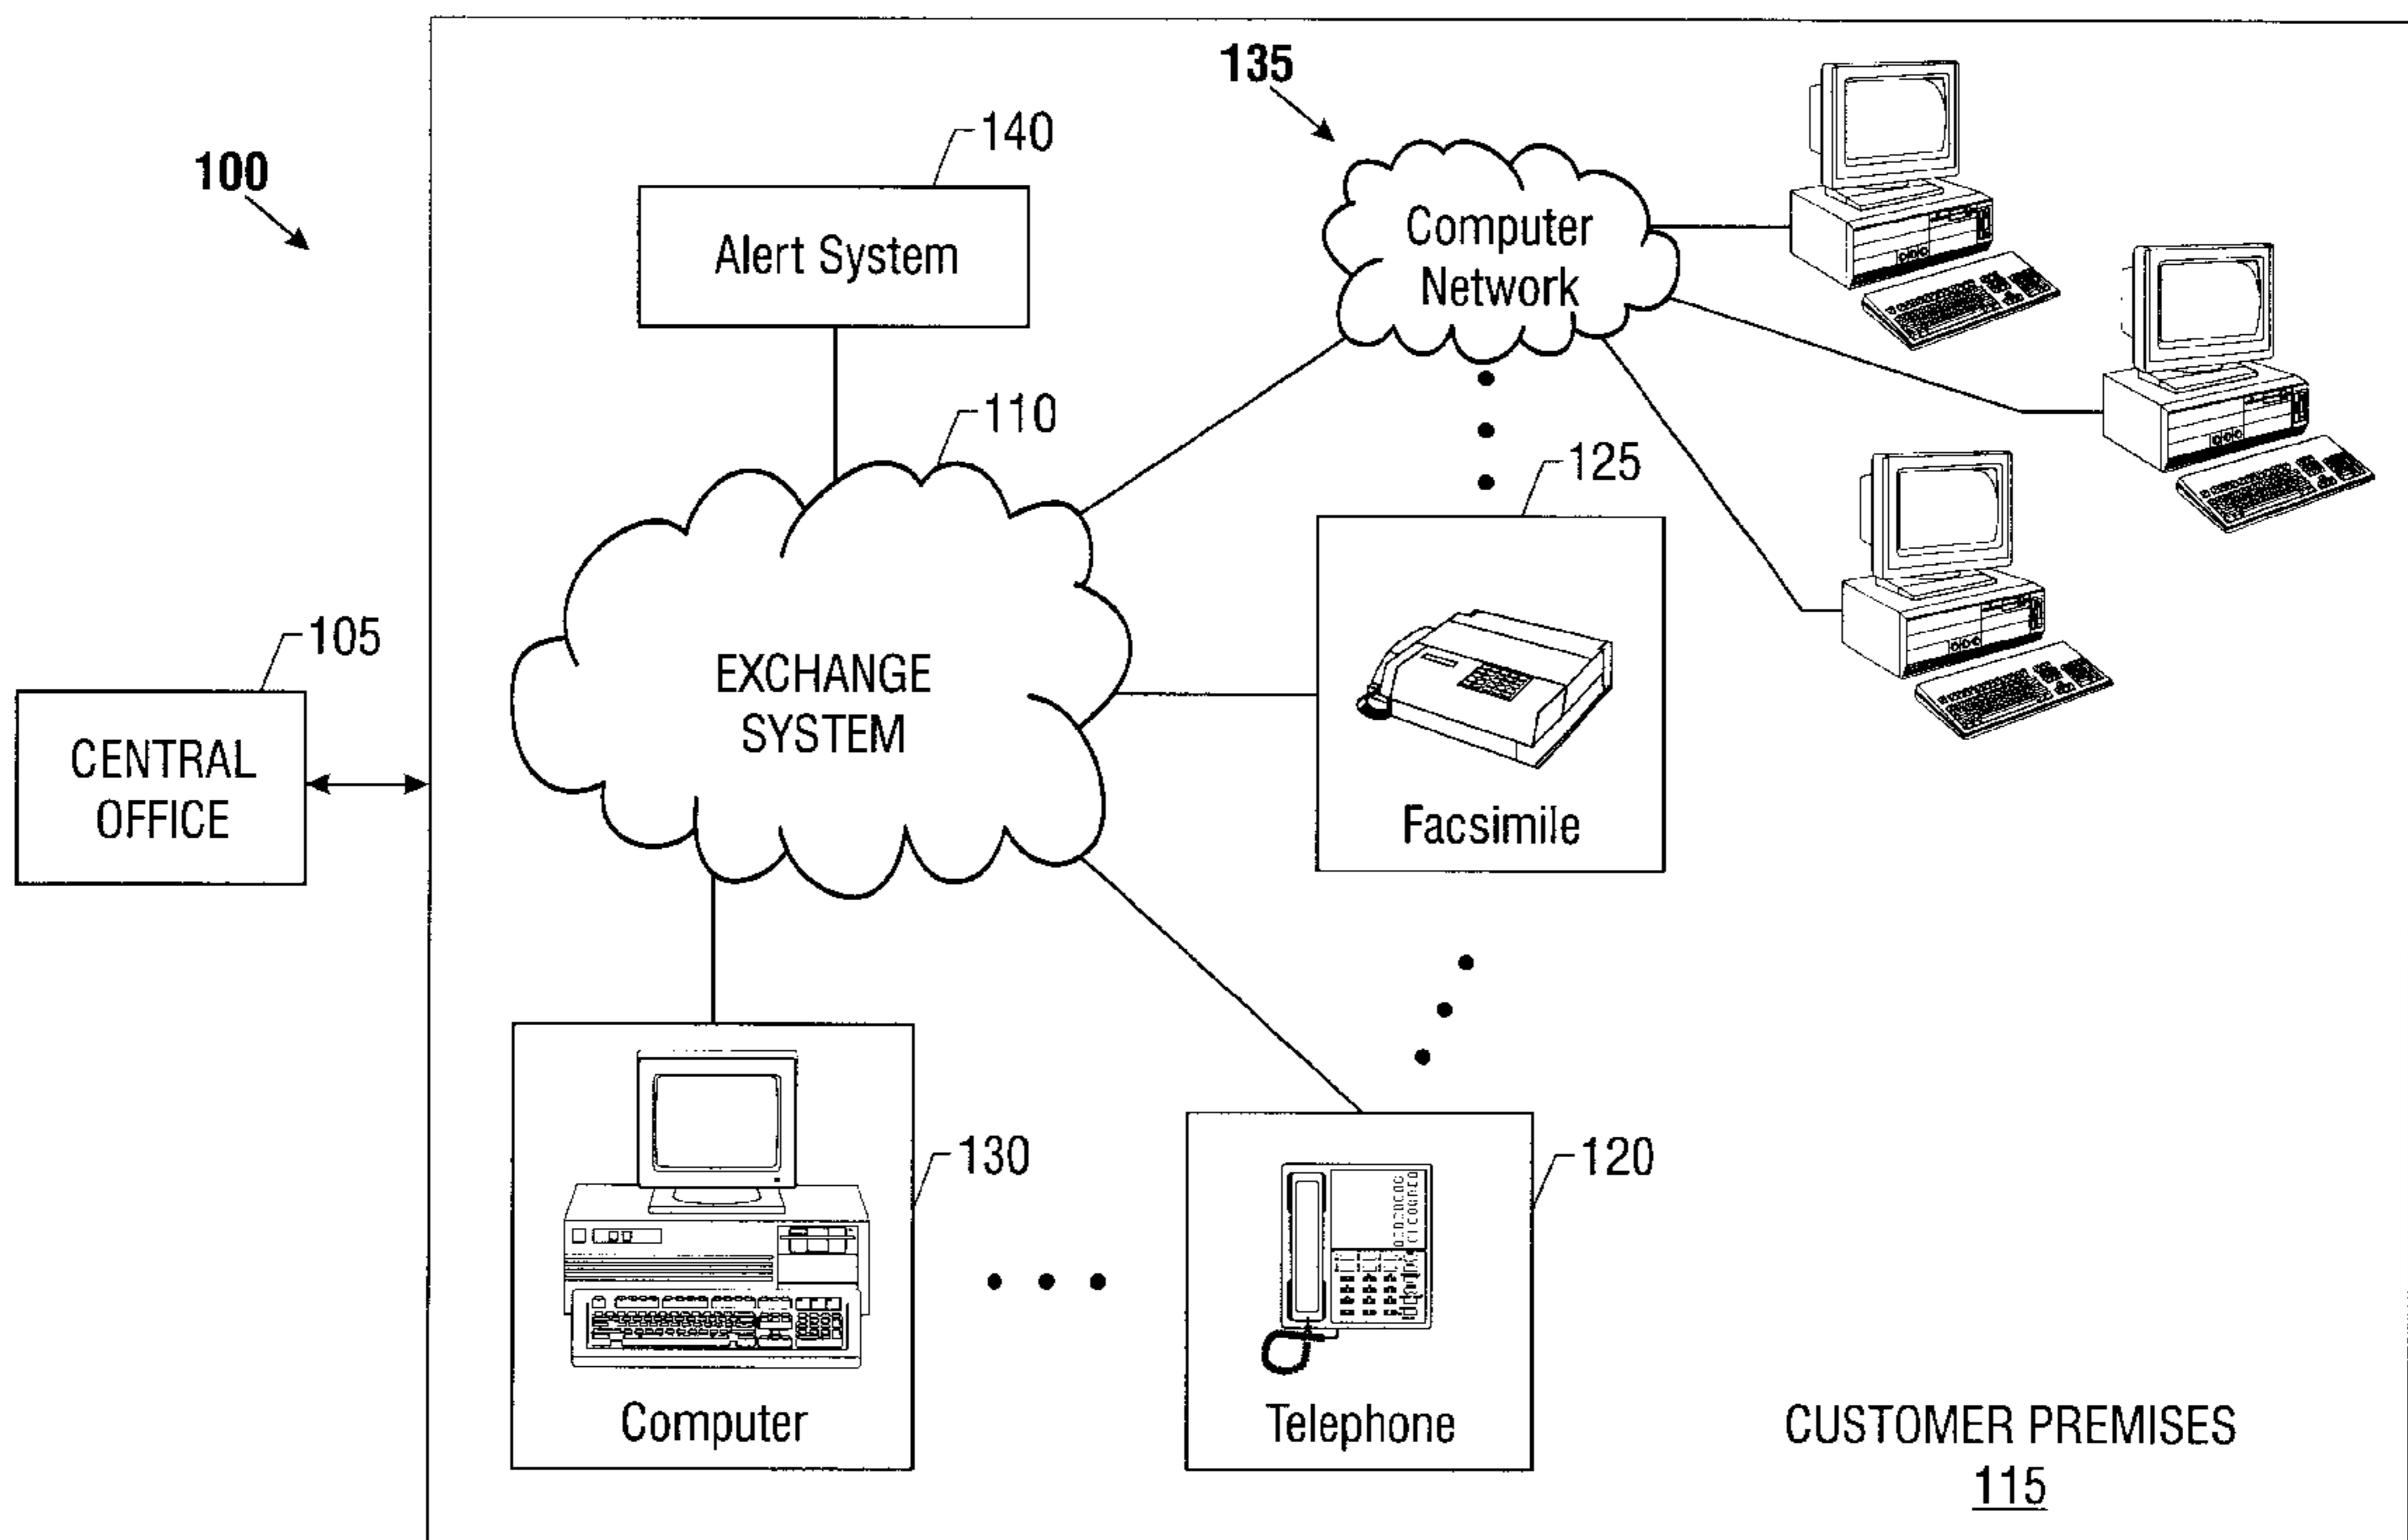 135
100
140
Alert System
Computer
Network
110
125
105
EXCHANGE
SYSTEM
CENTRAL
OFFICE
Facsimile
130
120
Computer
Telephone
CUSTOMER PREMISES
115